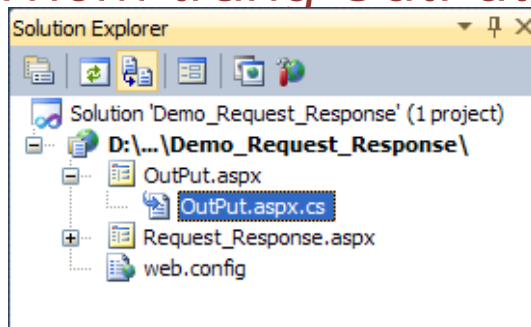 Solution Explorer
Solution 'Demo_Request_Response' (1 project)
D:\...\Demo_Request_Response\
OutPut.aspx
OutPut.aspx.cs
Request_Response.aspx
web.config